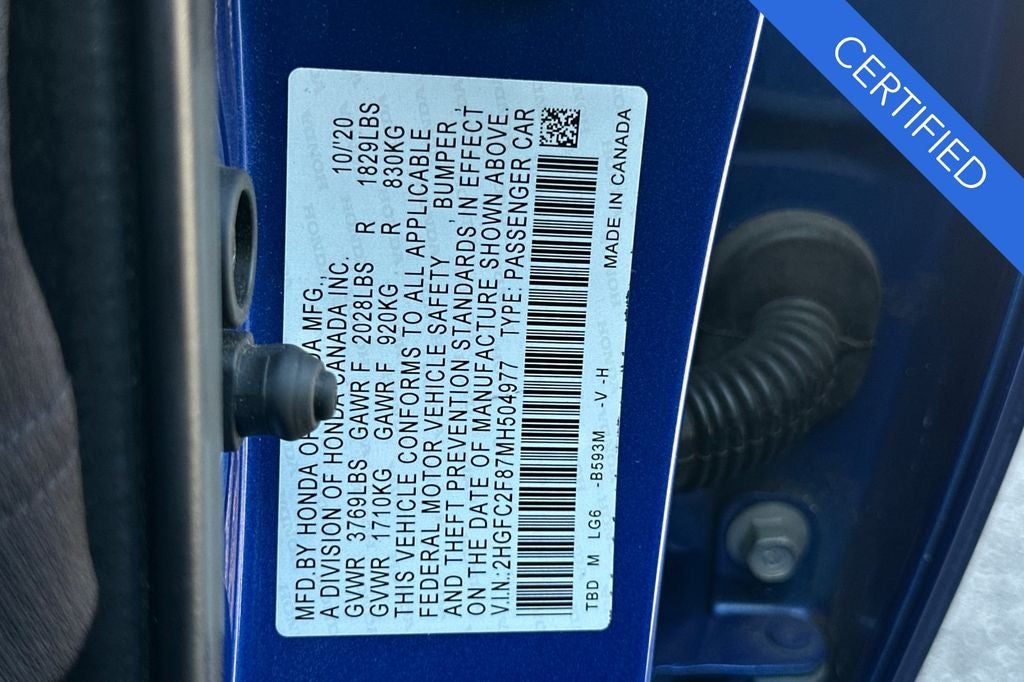 MFD.BY HONDA OF CANADA MFG.,
A DIVISION OF HONDA CANADA INC. 10/'20
GVWR 3769LBS GAWR F 2028LBS R 1829LBS
GVWR 1710KG GAWR F 920KG R 830KG
THIS VEHICLE CONFORMS TO ALL APPLICABLE
FEDERAL MOTOR VEHICLE SAFETY , BUMPER ,
AND THEFT PREVENTION STANDARDS IN EFFECT
ON THE DATE OF MANUFACTURE SHOWN ABOVE.
V.I.N.:2HGFC2F87MH504977 TYPE: PASSENGER CAR
TBD M LG6 -B593M -V -H MADE IN CANADA
CERTIFIED